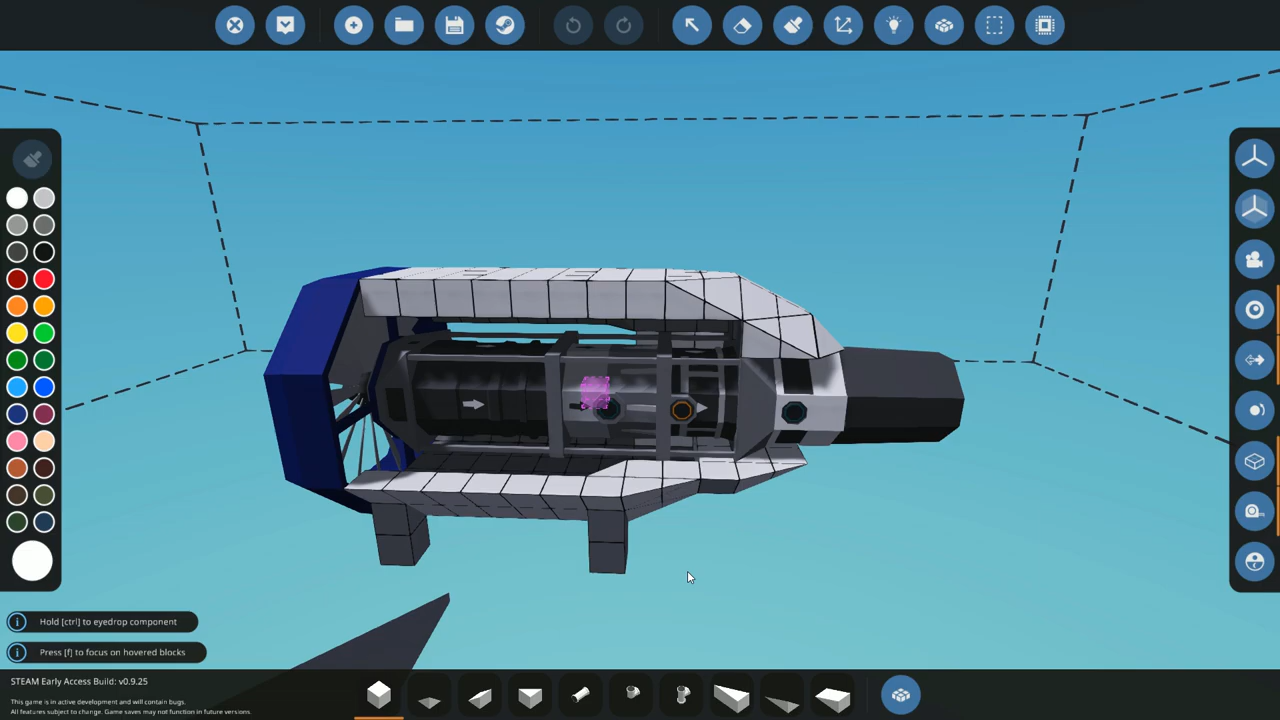 Hold [ctrl] to eyedrop component
Press [f] to focus on hovered blocks
STEAM Early Access Build: v0.9.25
This game is in active development and will contain bugs.
All features subject to change. Game saves may not function in future versions.